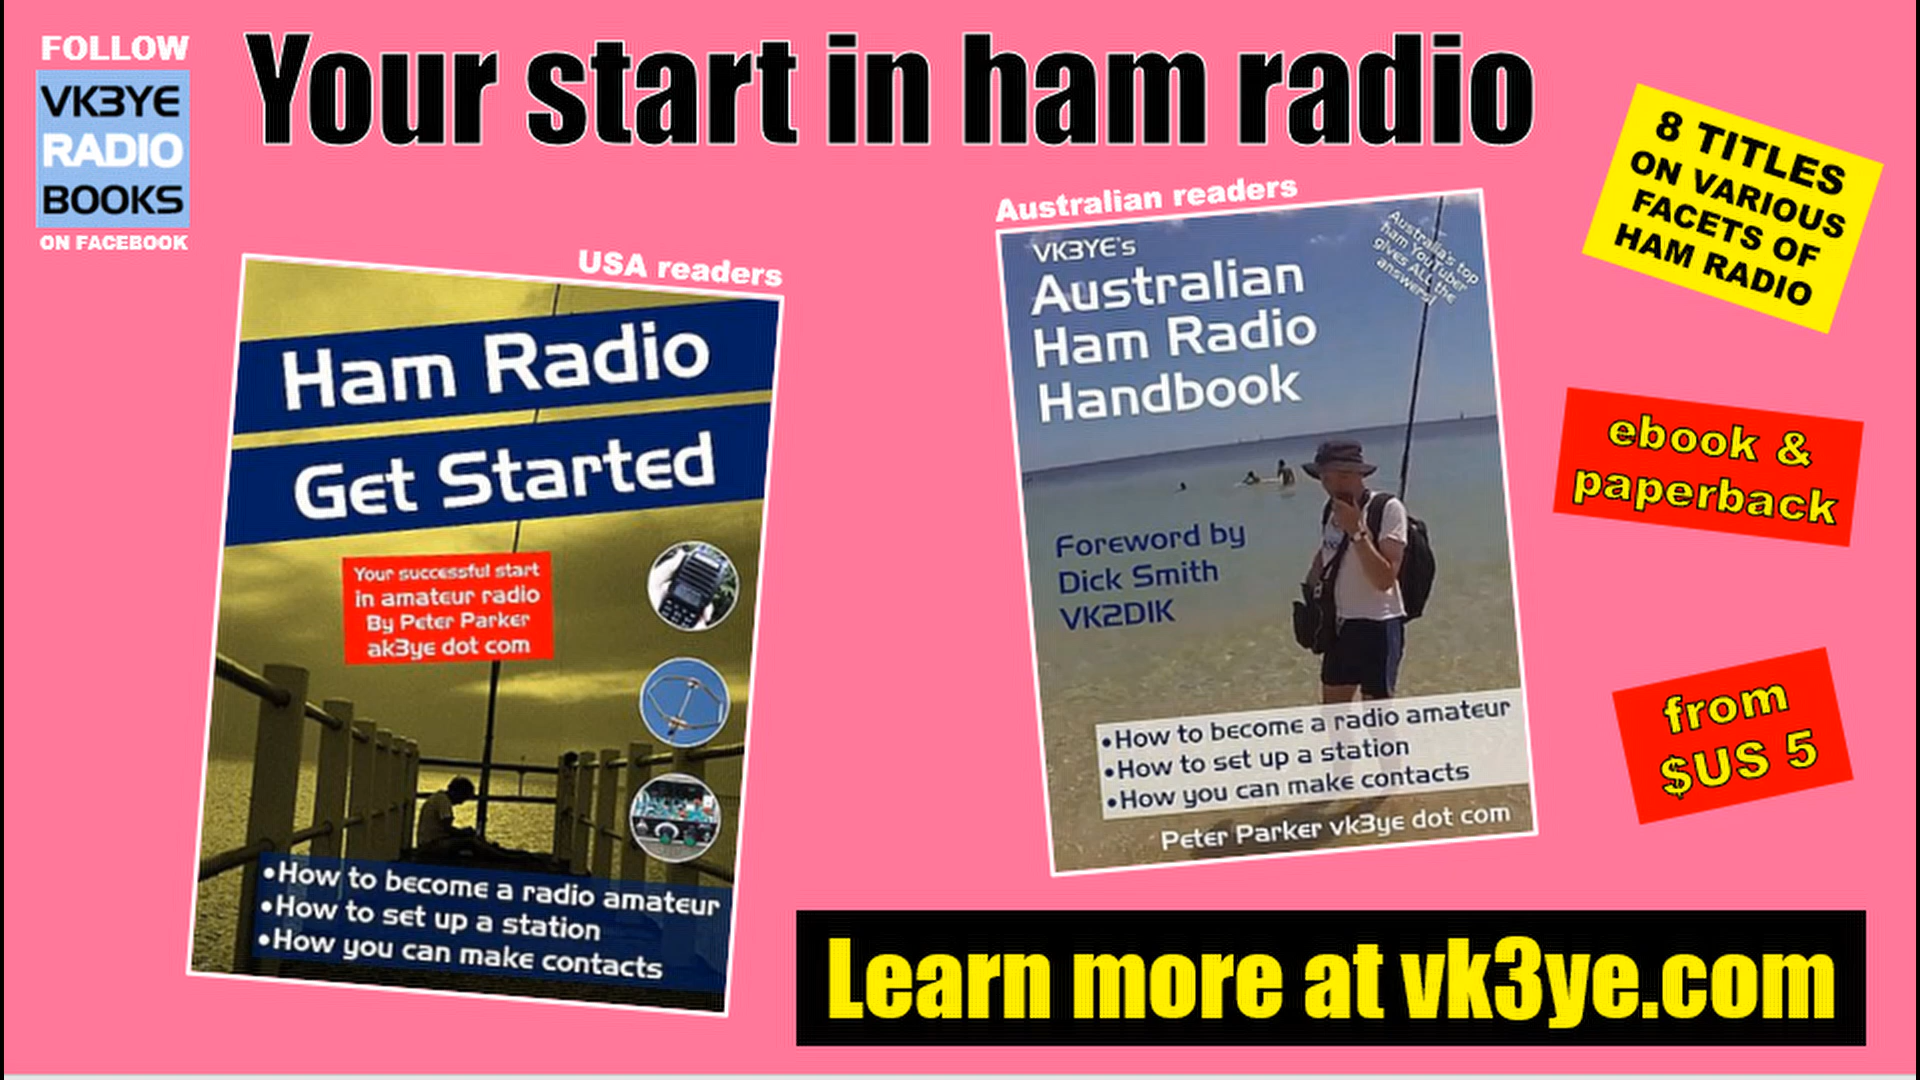 FOLLOW
VK3YE
RADIO
BOOKS
ON FACEBOOK
Your start in ham radio
8 TITLES
ON VARIOUS
FACETS OF
HAM RADIO
USA readers
Ham Radio
Get Started
Your successful start
in amateur radio
By Peter Parker
ak3ye dot com
•How to become a radio amateur
•How to set up a station
•How you can make contacts
Australian readers
VK3YE's
Australian
Ham Radio
Handbook
Australia's top
ham YouTuber
gives ALL the
answers!
Foreword by
Dick Smith
VK2DIK
•How to become a radio amateur
•How to set up a station
•How you can make contacts
Peter Parker vk3ye dot com
ebook &
paperback
from
$US 5
Learn more at vk3ye.com